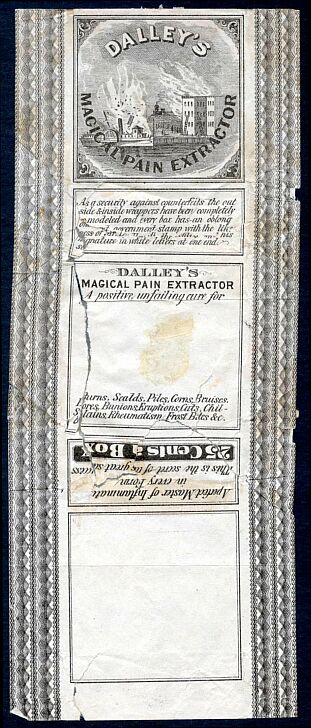 DALLEY'S
MAGICAL PAIN EXTRACTOR
As a security against counterfeits the out
side & inside wrappers have been completely
remodeled and every box has an oblong
government stamp with the like
ness of
signature in white letters at one end.
DALLEY'S
MAGICAL PAIN EXTRACTOR
A positive, unfailing cure for
Burns, Scalds, Piles, Corns, Bruises,
Sores, Bunions, Eruptions, Cuts, Chil-
blains, Rheumatism, Frost Bites &c.
25 Cents a Box
This is the secret of its great success
in every Form